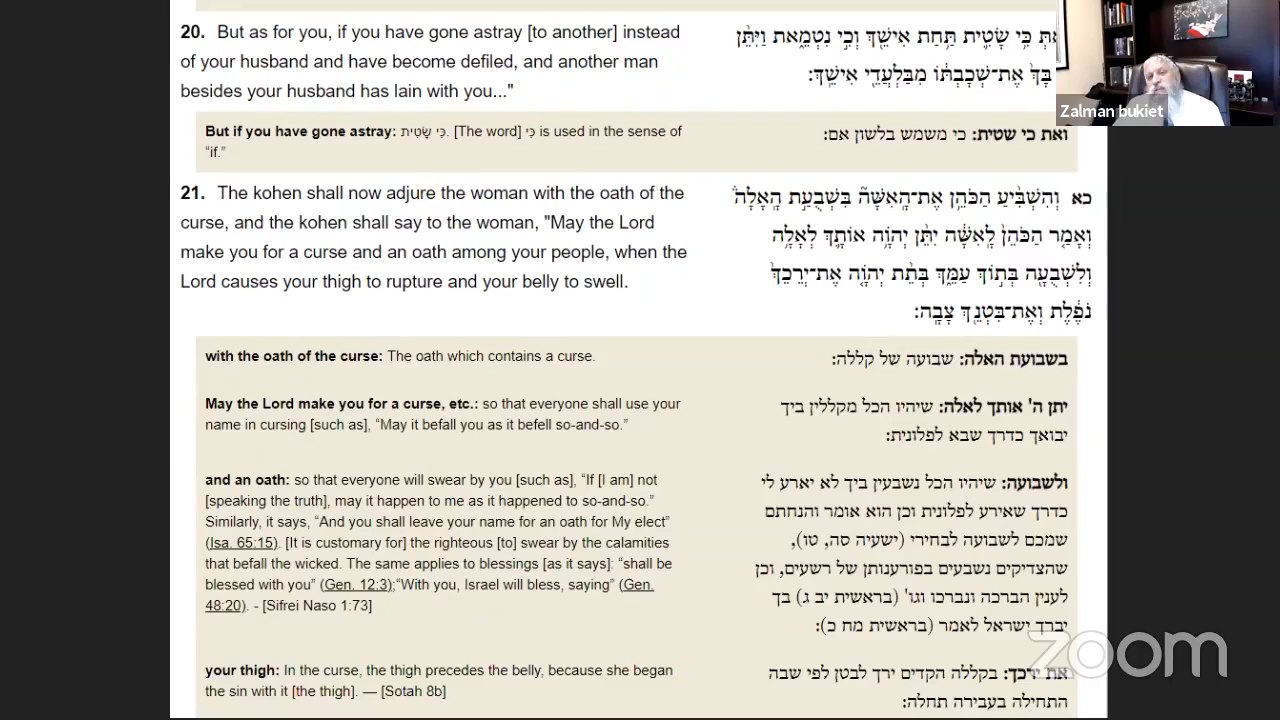 20. But as for you, if you have gone astray [to another] instead
of your husband and have become defiled, and another man
besides your husband has lain with you..."
אַתְּ כִּי שָׂטִית תַּחַת אִישֵׁךְ וְכִי נִטְמֵאת וַיִּתֵּן
בָּךְ אֶת־שְׁכָבְתּוֹ מִבַּלְעֲדֵי אִישֵׁךְ:
Zalman bukiet
But if you have gone astray: כִּי שָׂטִית. [The word] כִּי is used in the sense of
“if.”
ואת כי שטית: כי משמש בלשון אם:
21. The kohen shall now adjure the woman with the oath of the
curse, and the kohen shall say to the woman, "May the Lord
make you for a curse and an oath among your people, when the
Lord causes your thigh to rupture and your belly to swell.
כא וְהִשְׁבִּיעַ הַכֹּהֵן אֶת־הָאִשָּׁה בִּשְׁבֻעַת הָאָלָה
וְאָמַר הַכֹּהֵן לָאִשָּׁה יִתֵּן יְהֹוָה אוֹתָךְ לְאָלָה
וְלִשְׁבֻעָה בְּתוֹךְ עַמֵּךְ בְּתֵת יְהֹוָה אֶת־יְרֵכֵךְ
נֹפֶלֶת וְאֶת־בִּטְנֵךְ צָבָה:
with the oath of the curse: The oath which contains a curse.
בשבועת האלה: שבועה של קללה:
May the Lord make you for a curse, etc.: so that everyone shall use your
name in cursing [such as], “May it befall you as it befell so-and-so.”
יתן ה' אותך לאלה: שיהיו הכל מקללין ביך
יבואך כדרך שבא לפלונית:
and an oath: so that everyone will swear by you [such as], “If [I am] not
[speaking the truth], may it happen to me as it happened to so-and-so.”
Similarly, it says, “And you shall leave your name for an oath for My elect”
(Isa. 65:15). [It is customary for] the righteous [to] swear by the calamities
that befall the wicked. The same applies to blessings [as it says]: “shall be
blessed with you” (Gen. 12:3);“With you, Israel will bless, saying” (Gen.
48:20). - [Sifrei Naso 1:73]
ולשבועה: שיהיו הכל נשבעין ביך לא יארע לי
כדרך שאירע לפלונית וכן הוא אומר והנחתם
שמכם לשבועה לבחירי (ישעיה סה, טו),
שהצדיקים נשבעים בפורענותן של רשעים, וכן
לענין הברכה ונברכו וגו' (בראשית יב ג) בך
יברך ישראל לאמר (בראשית מח כ):
your thigh: In the curse, the thigh precedes the belly, because she began
the sin with it [the thigh]. — [Sotah 8b]
את ירכך: בקללה הקדים ירך לבטן לפי שבה
התחילה בעבירה תחלה:
zoom